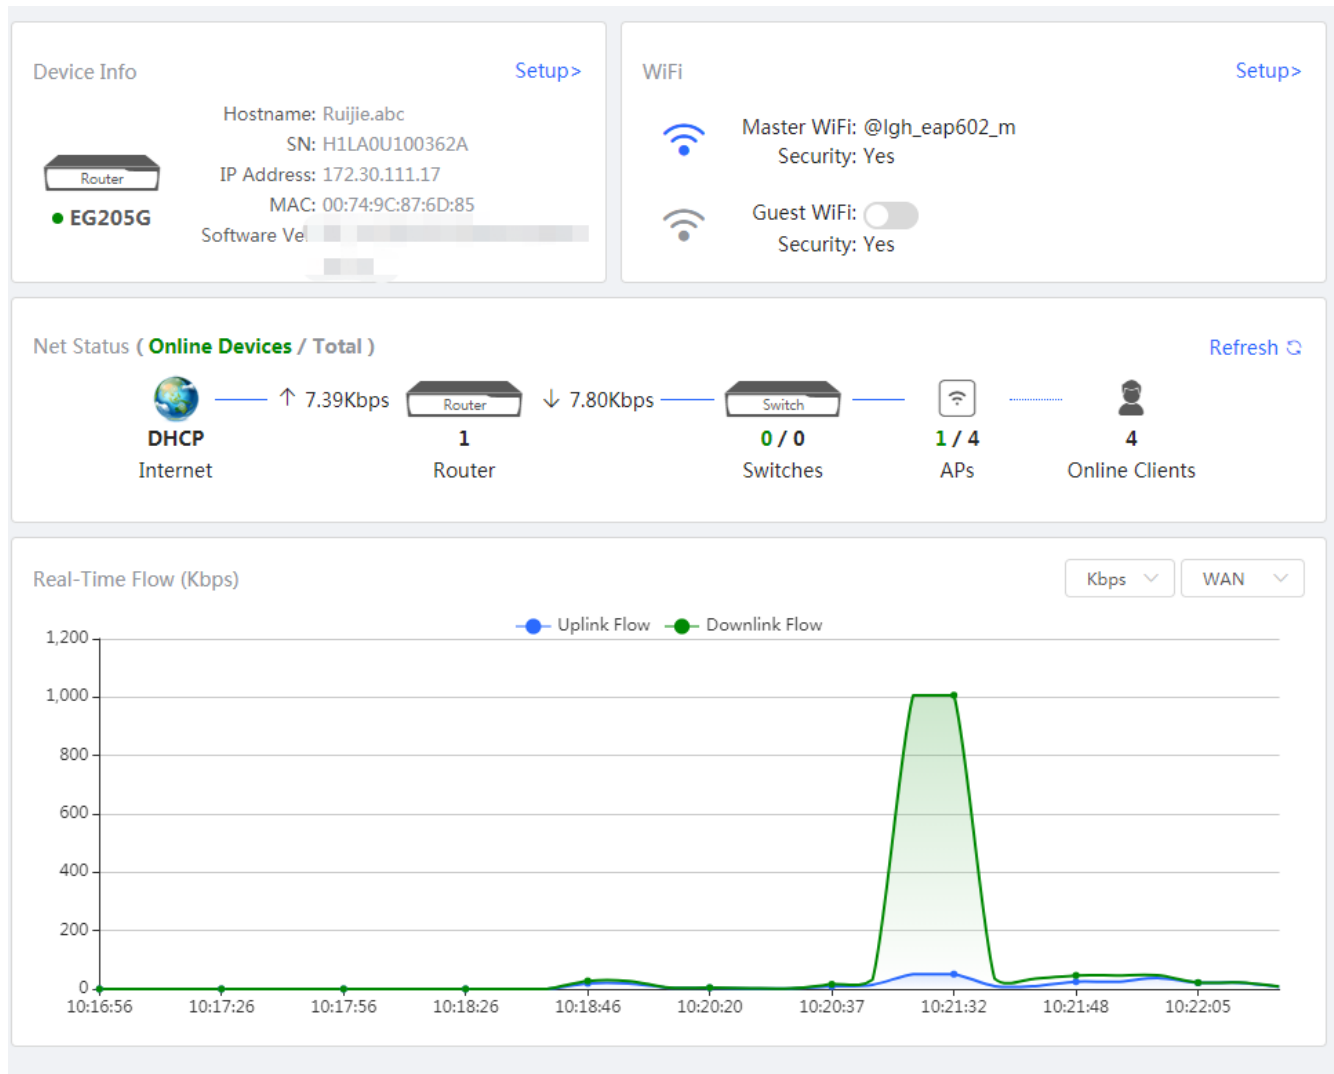 Device Info
Setup>
Hostname: Ruijie.abc
SN: H1LA0U100362A
IP Address: 172.30.111.17
MAC: 00:74:9C:87:6D:85
Software Ve
Router
EG205G
WiFi
Setup>
Master WiFi: @lgh_eap602_m
Security: Yes
Guest WiFi:
Security: Yes
Net Status ( Online Devices / Total )
Refresh
↑ 7.39Kbps
Router
↓ 7.80Kbps
Switch
DHCP
1
0 / 0
1 / 4
4
Internet
Router
Switches
APs
Online Clients
Real-Time Flow (Kbps)
Kbps
WAN
Uplink Flow
Downlink Flow
1,200
1,000
800
600
400
200
0
10:16:56 10:17:26 10:17:56 10:18:26 10:18:46 10:20:20 10:20:37 10:21:32 10:21:48 10:22:05